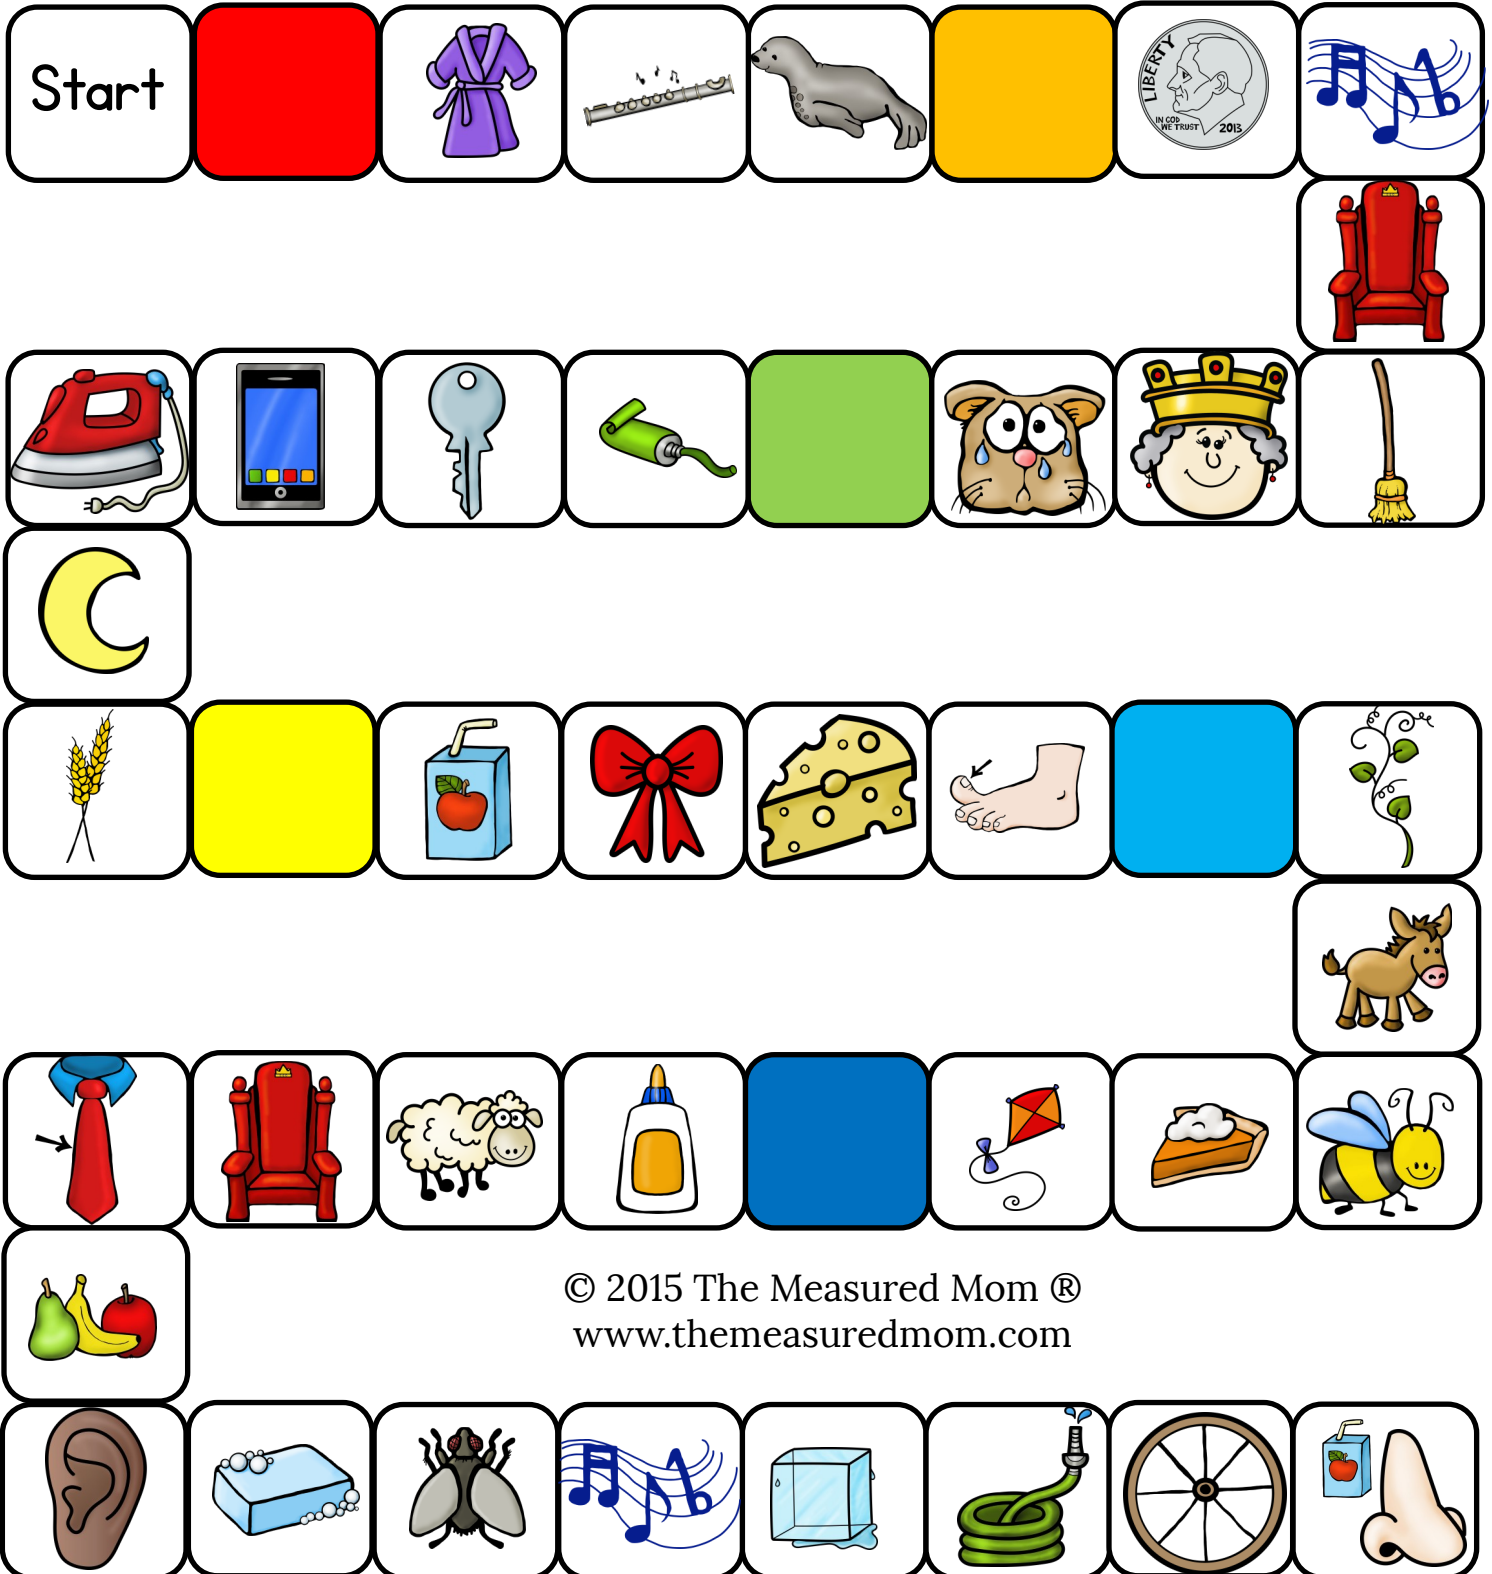 Start
LIBERTY
IN GOD
WE TRUST
2013
© 2015 The Measured Mom ®
www.themeasuredmom.com